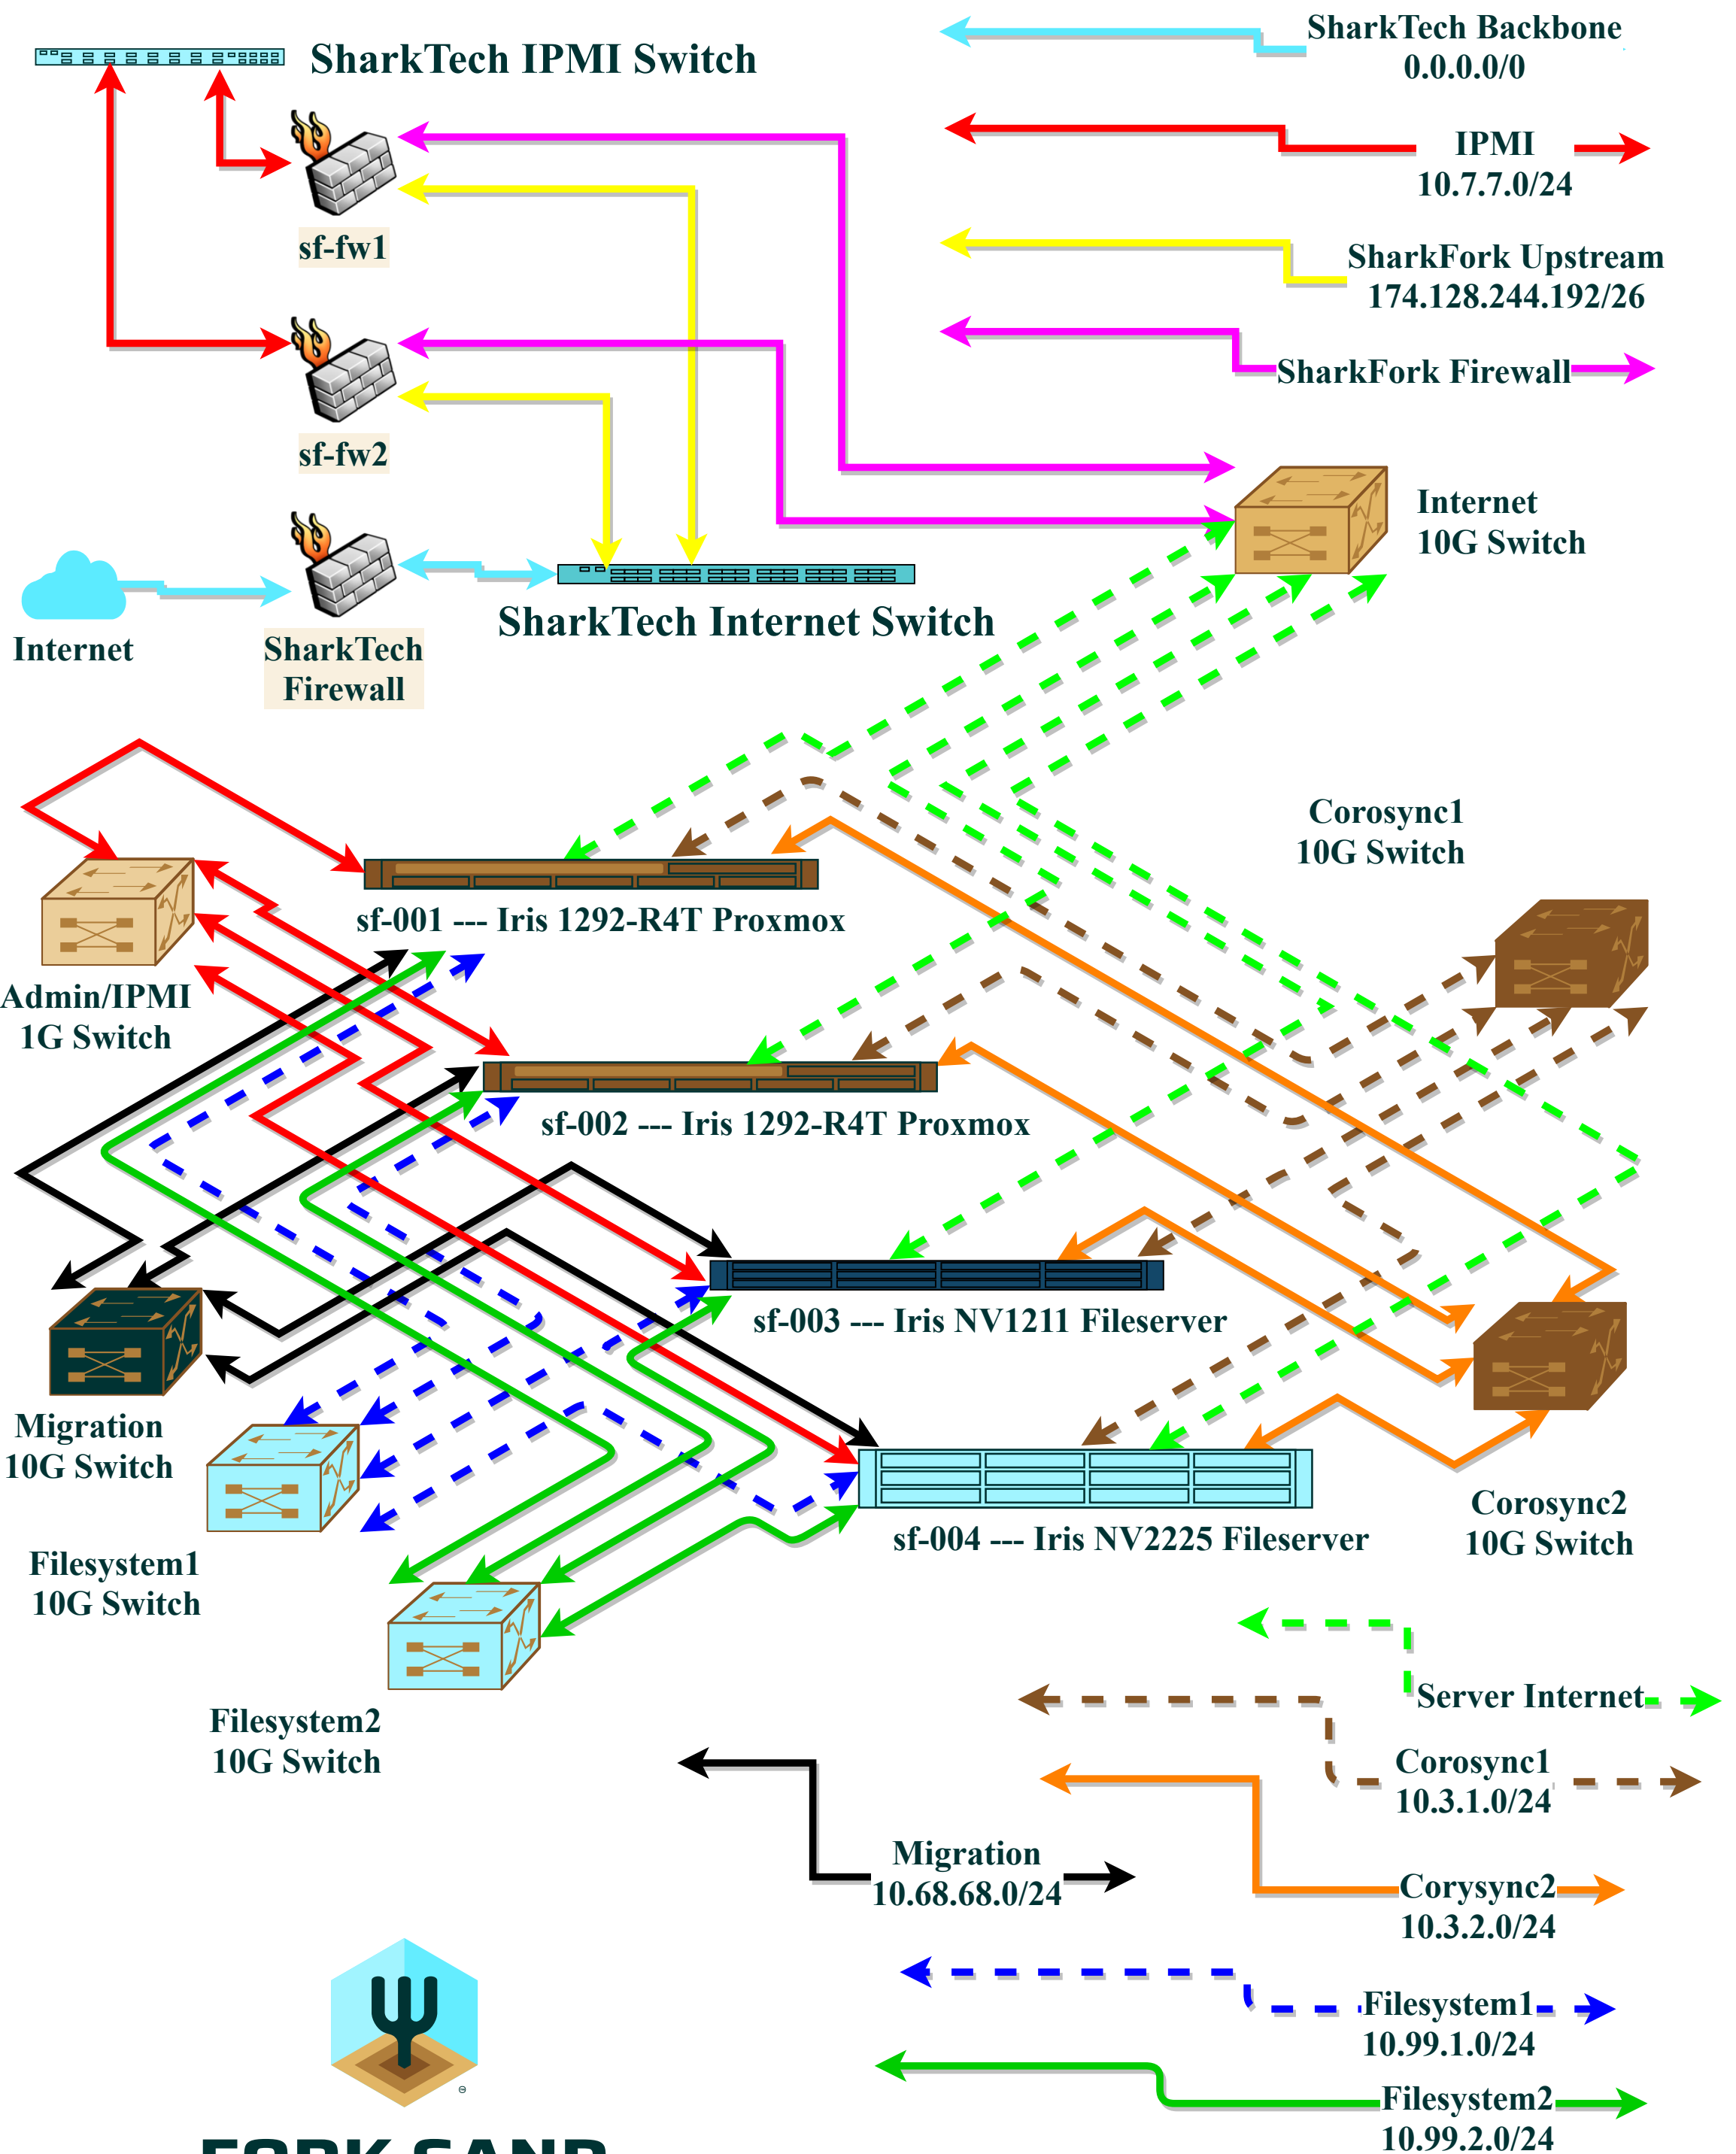 SharkTech IPMI Switch
SharkTech Backbone
0.0.0.0/0
IPMI
10.7.7.0/24
sf-fw1
SharkFork Upstream
174.128.244.192/26
SharkFork Firewall
sf-fw2
Internet
10G Switch
SharkTech Internet Switch
Internet
SharkTech
Firewall
Corosync1
10G Switch
sf-001 --- Iris 1292-R4T Proxmox
Admin/IPMI
1G Switch
sf-002 --- Iris 1292-R4T Proxmox
sf-003 --- Iris NV1211 Fileserver
Migration
10G Switch
Corosync2
10G Switch
sf-004 --- Iris NV2225 Fileserver
Filesystem1
10G Switch
Filesystem2
10G Switch
Server Internet
Corosync1
10.3.1.0/24
Migration
10.68.68.0/24
Corysync2
10.3.2.0/24
Filesystem1
10.99.1.0/24
Filesystem2
10.99.2.0/24
FORK SAND